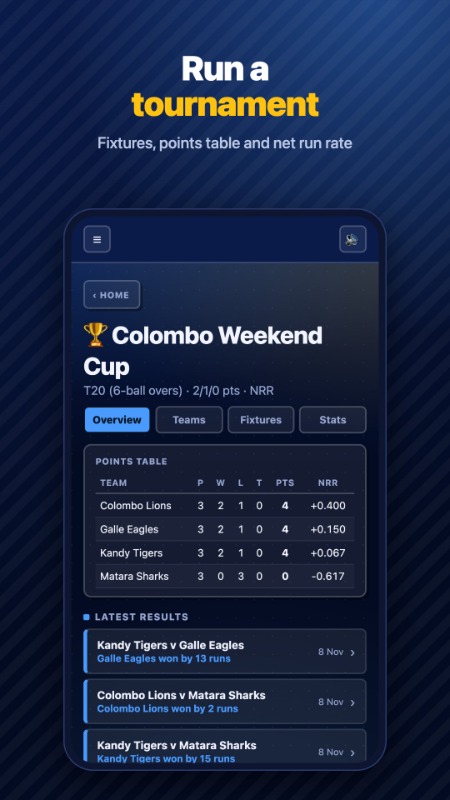 Run a
tournament
Fixtures, points table and net run rate
‹ HOME
🏆 Colombo Weekend
Cup
T20 (6-ball overs) · 2/1/0 pts · NRR
Overview Teams Fixtures Stats
POINTS TABLE
TEAM P W L T PTS NRR
Colombo Lions 3 2 1 0 4 +0.400
Galle Eagles 3 2 1 0 4 +0.150
Kandy Tigers 3 2 1 0 4 +0.067
Matara Sharks 3 0 3 0 0 -0.617
LATEST RESULTS
Kandy Tigers v Galle Eagles
Galle Eagles won by 13 runs
8 Nov ›
Colombo Lions v Matara Sharks
Colombo Lions won by 2 runs
8 Nov ›
Kandy Tigers v Matara Sharks
Kandy Tigers won by 15 runs
8 Nov ›